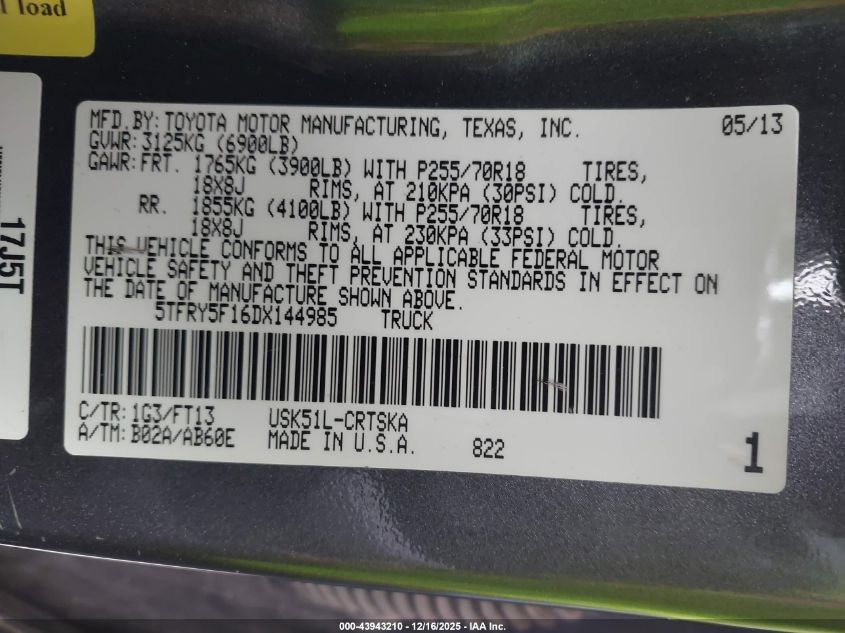 load
MFD.BY: TOYOTA MOTOR MANUFACTURING, TEXAS, INC. 05/13
GVWR: 3125KG (6900LB)
GAWR: FRT. 1765KG (3900LB) WITH P255/70R18 TIRES,
18X8J RIMS, AT 210KPA (30PSI) COLD.
RR. 1855KG (4100LB) WITH P255/70R18 TIRES,
18X8J RIMS, AT 230KPA (33PSI) COLD.
THIS VEHICLE CONFORMS TO ALL APPLICABLE FEDERAL MOTOR
VEHICLE SAFETY AND THEFT PREVENTION STANDARDS IN EFFECT ON
THE DATE OF MANUFACTURE SHOWN ABOVE.
5TFRY5F16DX144985 TRUCK
C/TR: 1G3/FT13 USK51L-CRTSKA
A/TM: B02A/AB60E MADE IN U.S.A. 822 1
17J5T
000-43943210 - 12/16/2025 - IAA Inc.